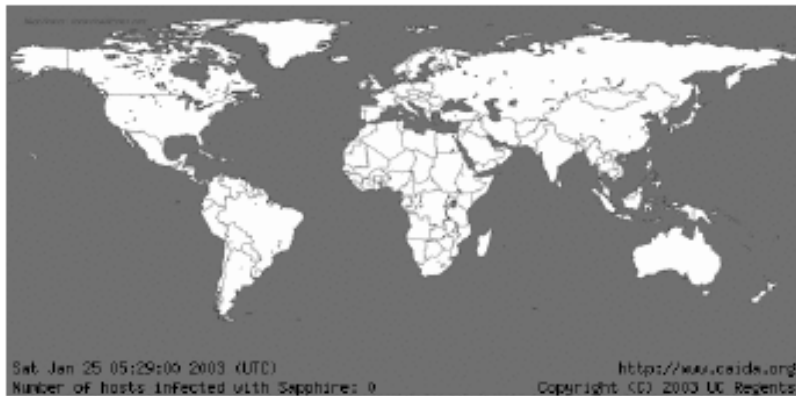 Sat Jan 25 05:29:00 2003 (UTC)
http://www.caida.org
Number of hosts infected with Sapphire: 0
Copyright (C) 2003 UC Regents